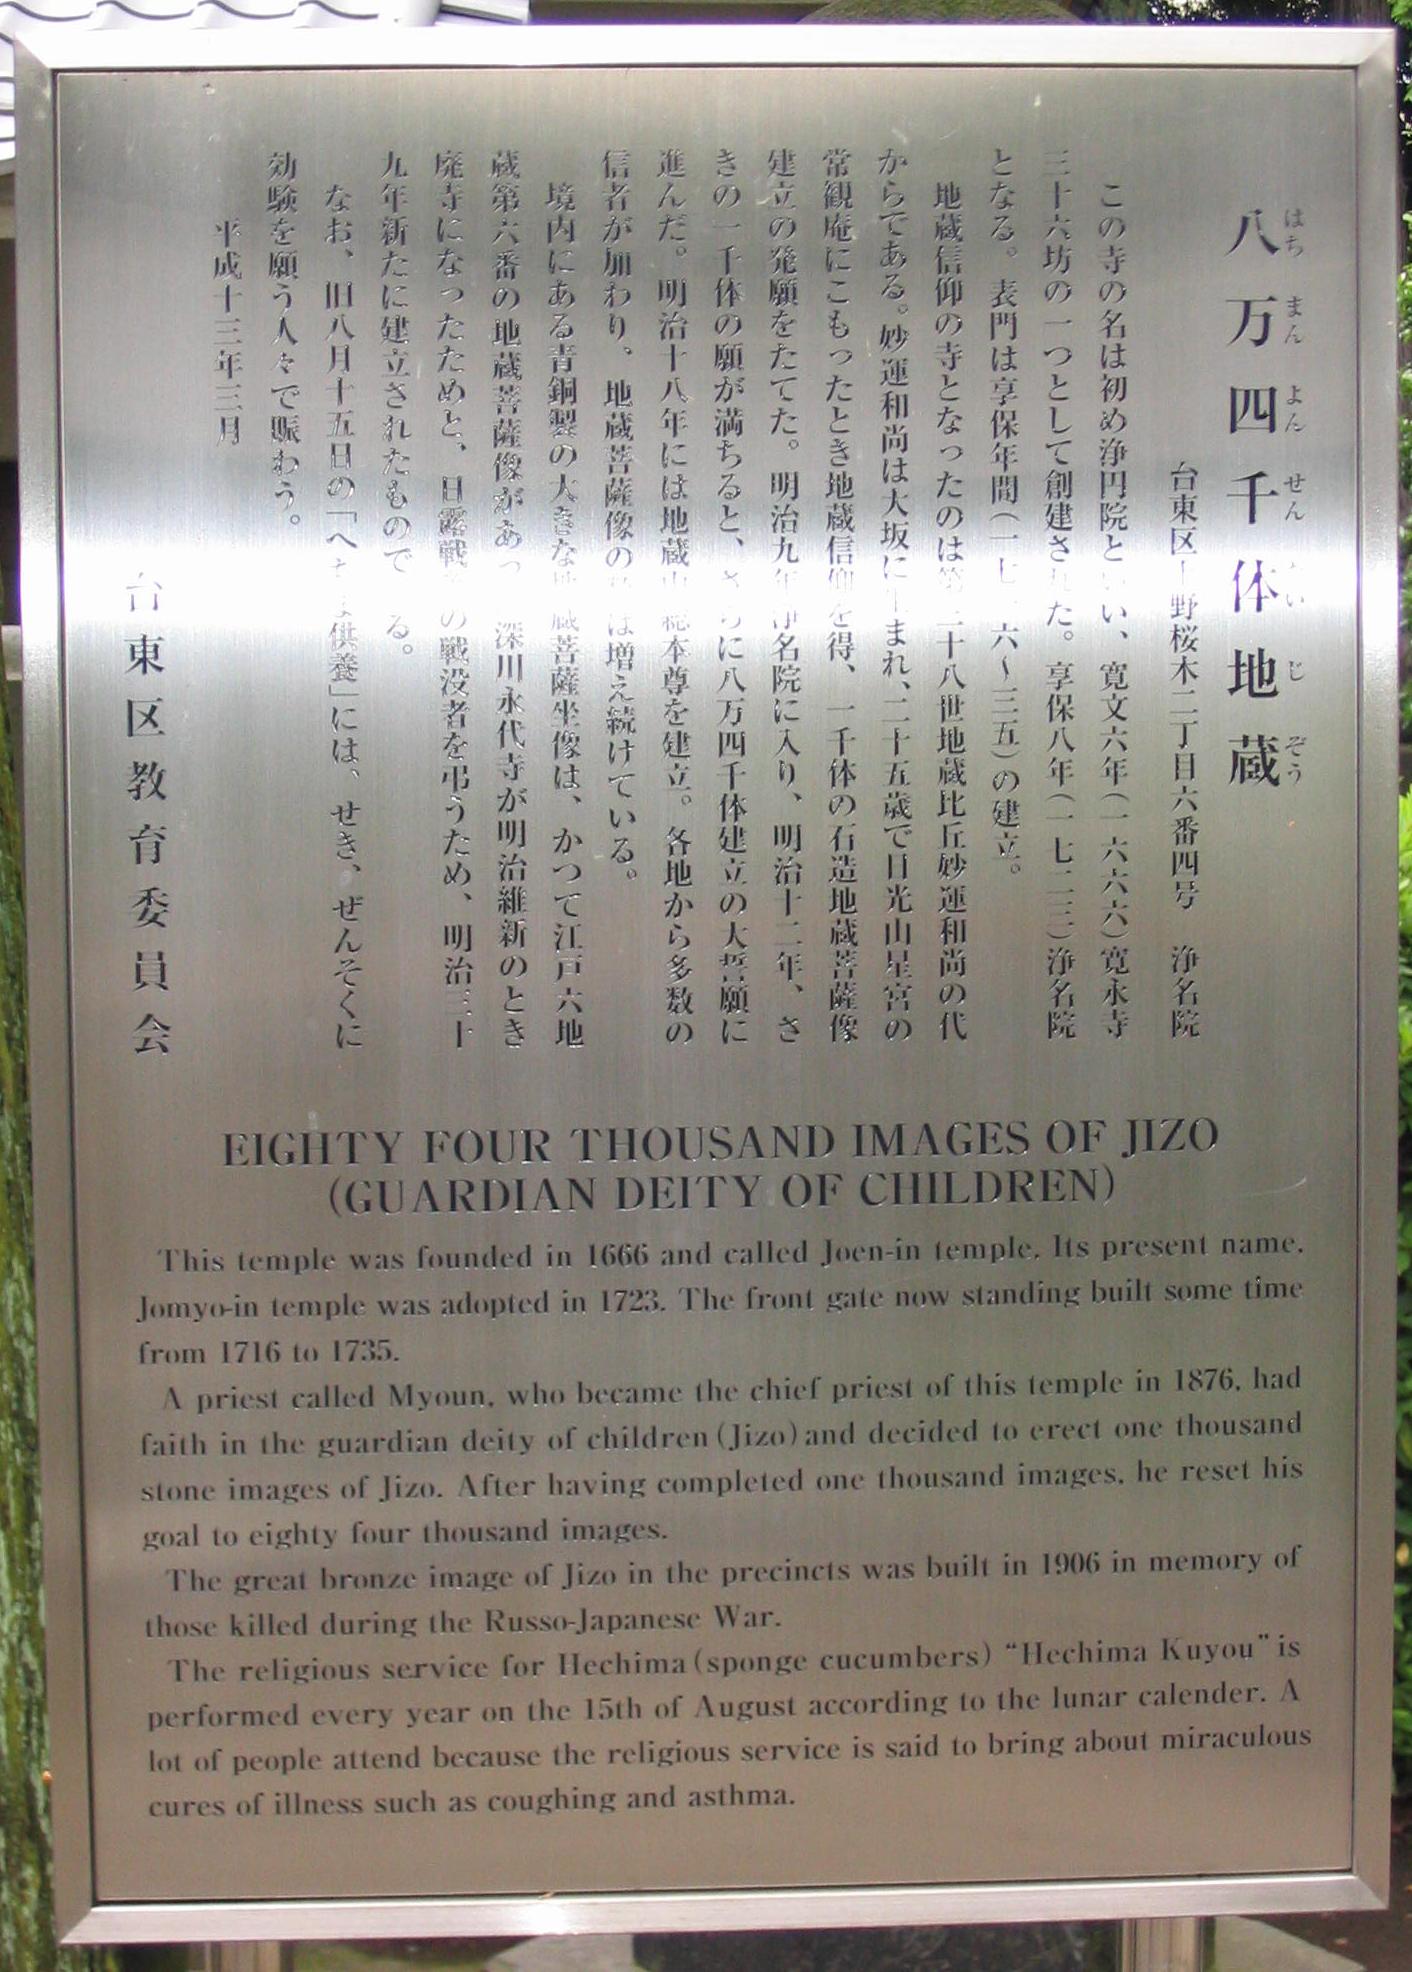 八万四千体地蔵
はちまんよんせんたいじぞう
台東区上野桜木二丁目六番四号　浄名院
この寺の名は初め浄円院といい、寛文六年(一六六六)寛永寺
三十六坊の一つとして創建された。享保八年(一七二三)浄名院
となる。表門は享保年間(一七一六〜三五)の建立。
地蔵信仰の寺となったのは第三十八世地蔵比丘妙運和尚の代
からである。妙運和尚は大坂に生まれ、二十五歳で日光山星宮の
常観庵にこもったとき地蔵信仰を得、一千体の石造地蔵菩薩像
建立の発願をたてた。明治九年浄名院に入り、明治十二年、さ
きの一千体の願が満ちると、さらに八万四千体建立の大誓願に
進んだ。明治十八年には地蔵山総本尊を建立。各地から多数の
信者が加わり、地蔵菩薩像の数は増え続けている。
境内にある青銅製の大きな地蔵菩薩坐像は、かつて江戸六地
蔵第六番の地蔵菩薩像があった深川永代寺が明治維新のとき
廃寺になったためと、日露戦争の戦没者を弔うため、明治三十
九年新たに建立されたものである。
なお、旧八月十五日の「へちま供養」には、せき、ぜんそくに
効験を願う人々で賑わう。
平成十三年三月
台東区教育委員会
EIGHTY FOUR THOUSAND IMAGES OF JIZO
(GUARDIAN DEITY OF CHILDREN)
This temple was founded in 1666 and called Joen-in temple. Its present name,
Jomyo-in temple was adopted in 1723. The front gate now standing built some time
from 1716 to 1735.
A priest called Myoun, who became the chief priest of this temple in 1876, had
faith in the guardian deity of children (Jizo) and decided to erect one thousand
stone images of Jizo. After having completed one thousand images, he reset his
goal to eighty four thousand images.
The great bronze image of Jizo in the precincts was built in 1906 in memory of
those killed during the Russo-Japanese War.
The religious service for Hechima (sponge cucumbers) "Hechima Kuyou" is
performed every year on the 15th of August according to the lunar calender. A
lot of people attend because the religious service is said to bring about miraculous
cures of illness such as coughing and asthma.